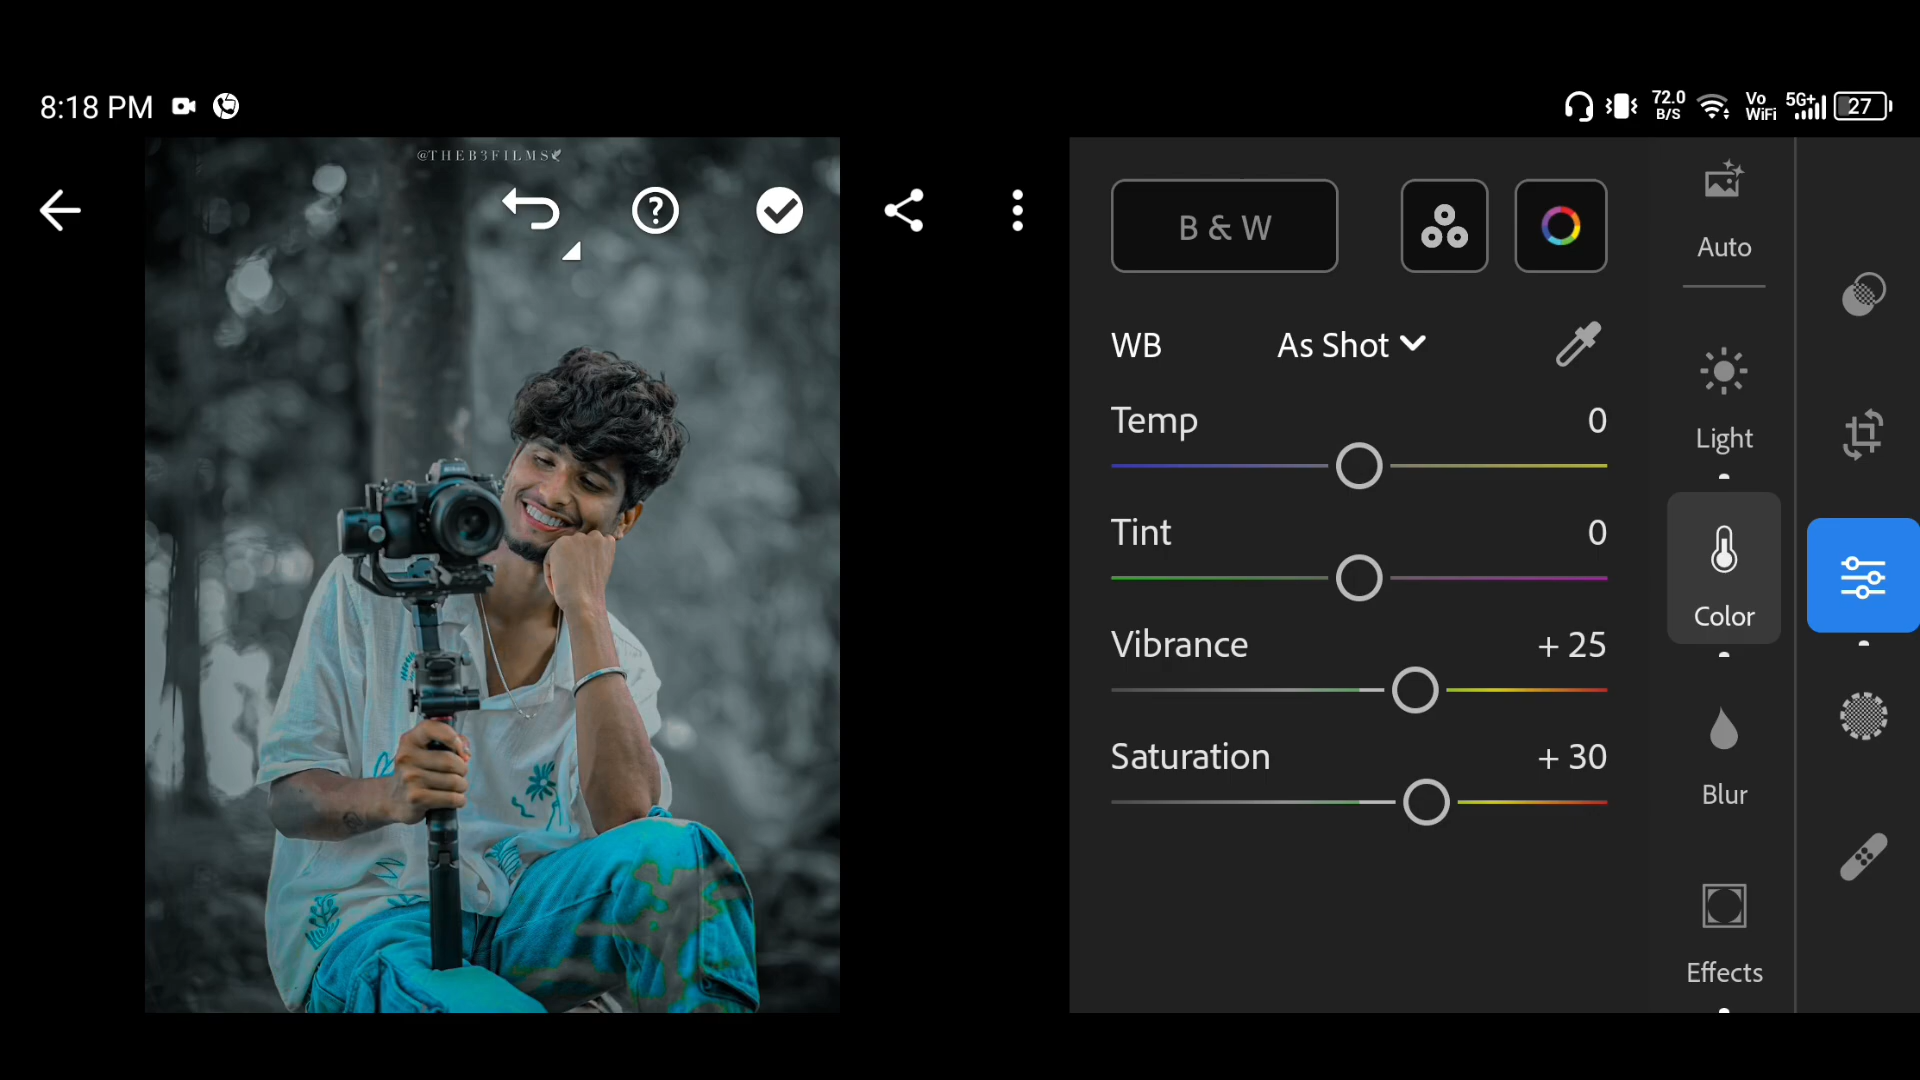 8:18 PM
72.0
B/S
Vo
WiFi
5G+
27
@THEB3FILMS
B & W
Auto
WB As Shot
Temp 0
Light
Tint 0
Color
Vibrance + 25
Saturation + 30
Blur
Effects